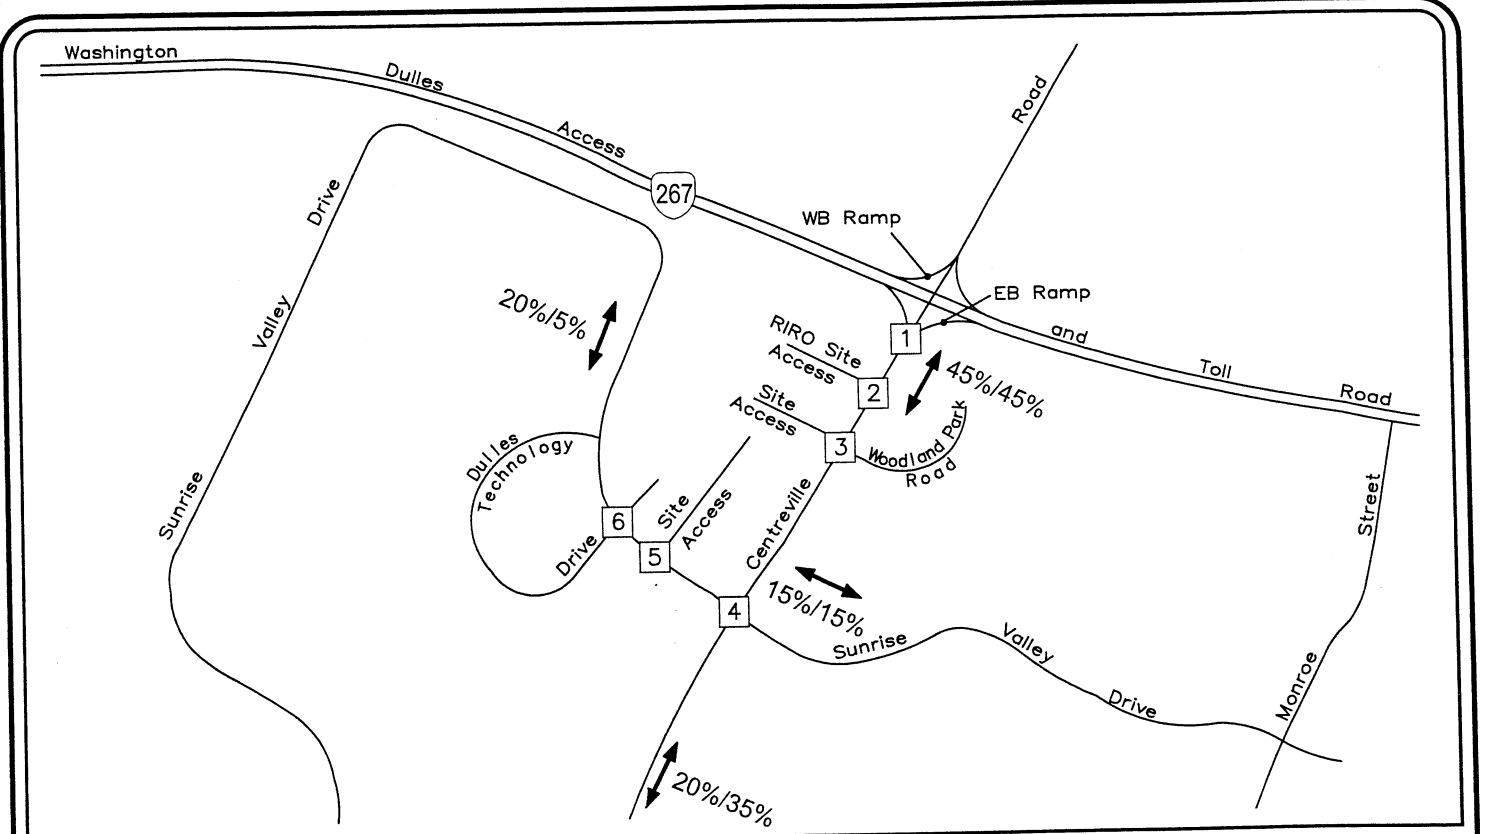 Washington
Dulles
Access
267
Road
WB Ramp
EB Ramp
and
Toll
Road
Drive
Valley
Sunrise
20%/5%
RIRO Site
Access
1
2
45%/45%
Site
Access
3
Woodland Park
Road
Dulles
Technology
Drive
6
Site
Access
5
Centreville
4
15%/15%
Sunrise
Valley
Drive
Street
Monroe
20%/35%